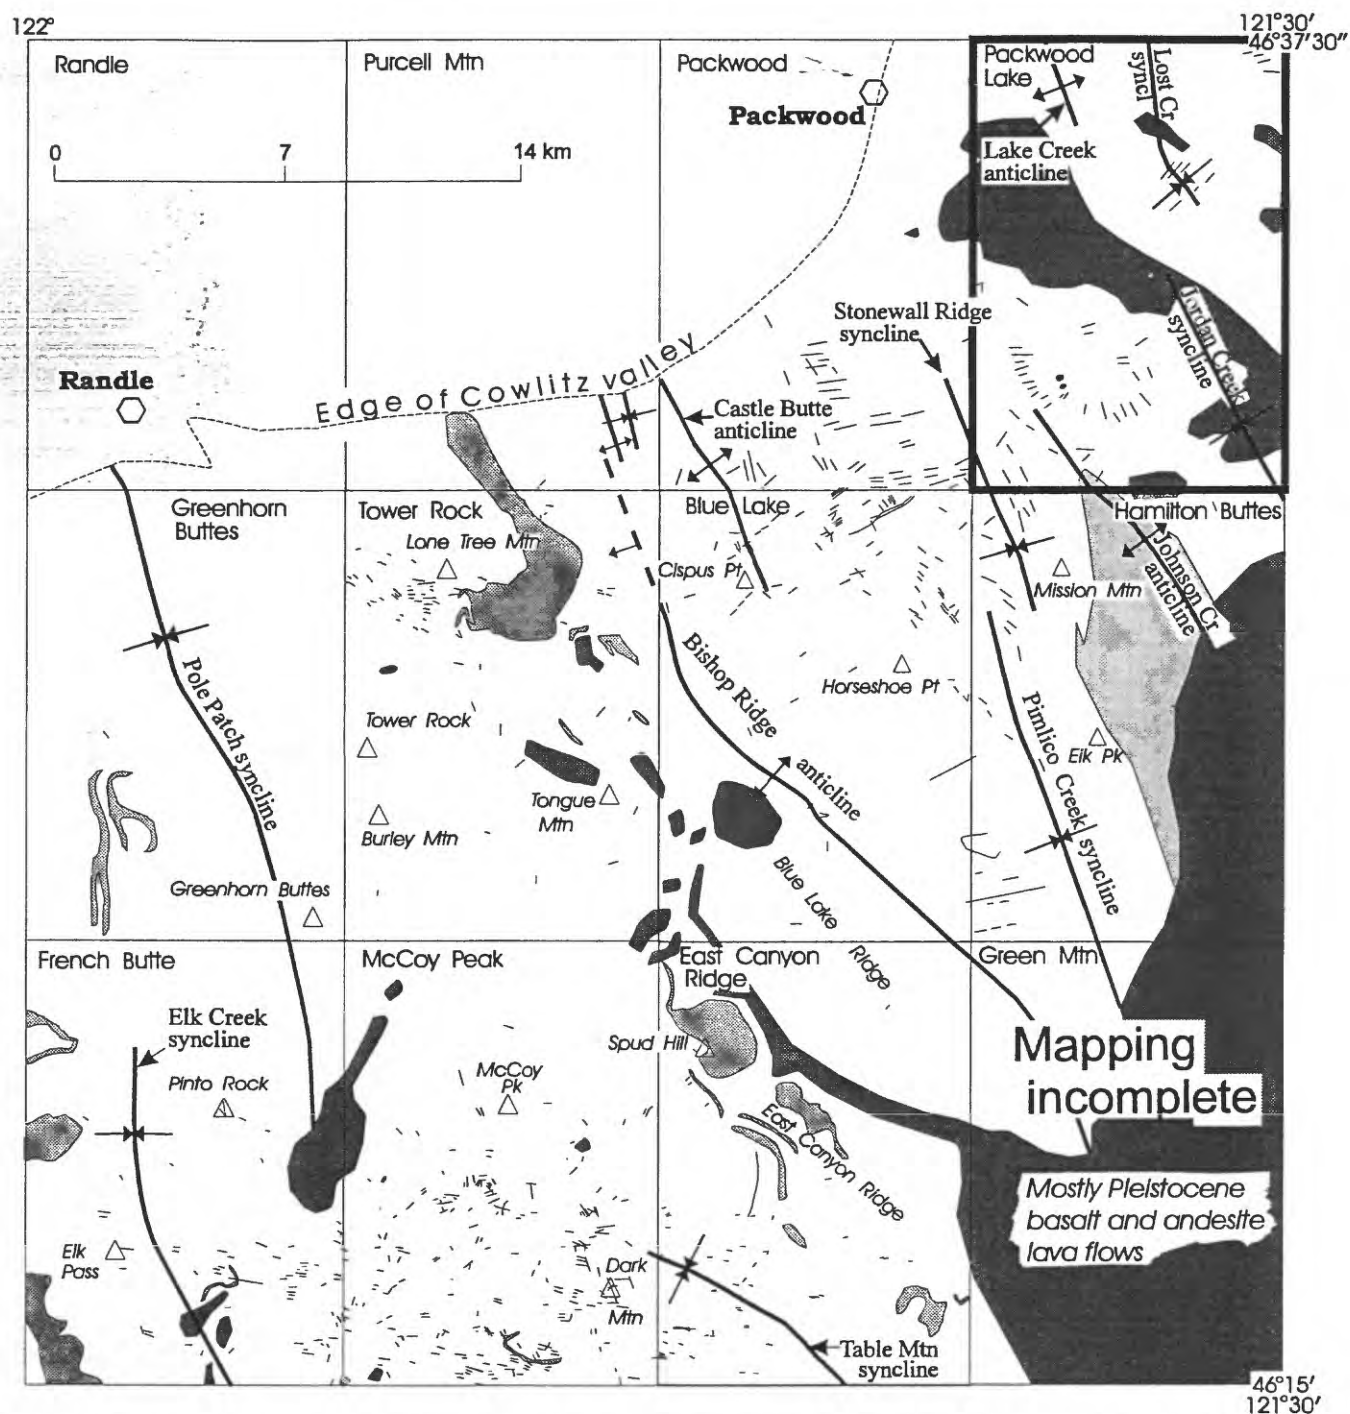 122°
121°30′
46°37′30″
Randle
Purcell Mtn
Packwood
Packwood
Lake
Lost Cr
syncl
Packwood
0
7
14 km
Lake Creek
anticline
Stonewall Ridge
syncline
Jordan Creek
syncline
Randle
Edge of Cowlitz valley
Castle Butte
anticline
Greenhorn
Buttes
Tower Rock
Lone Tree Mtn
Blue Lake
Cispus Pt
Hamilton Buttes
Johnson Cr
anticline
Mission Mtn
Pole Patch syncline
Bishop Ridge
anticline
Horseshoe Pt
Pimlico Creek syncline
Elk Pk
Tower Rock
Burley Mtn
Tongue
Mtn
Greenhorn Buttes
Blue Lake
Ridge
French Butte
McCoy Peak
East Canyon
Ridge
Green Mtn
Elk Creek
syncline
Pinto Rock
McCoy
Pk
Spud Hill
Mapping
incomplete
East Canyon Ridge
Mostly Pleistocene
basalt and andesite
lava flows
Elk
Pass
Dark
Mtn
Table Mtn
syncline
46°15′
121°30′